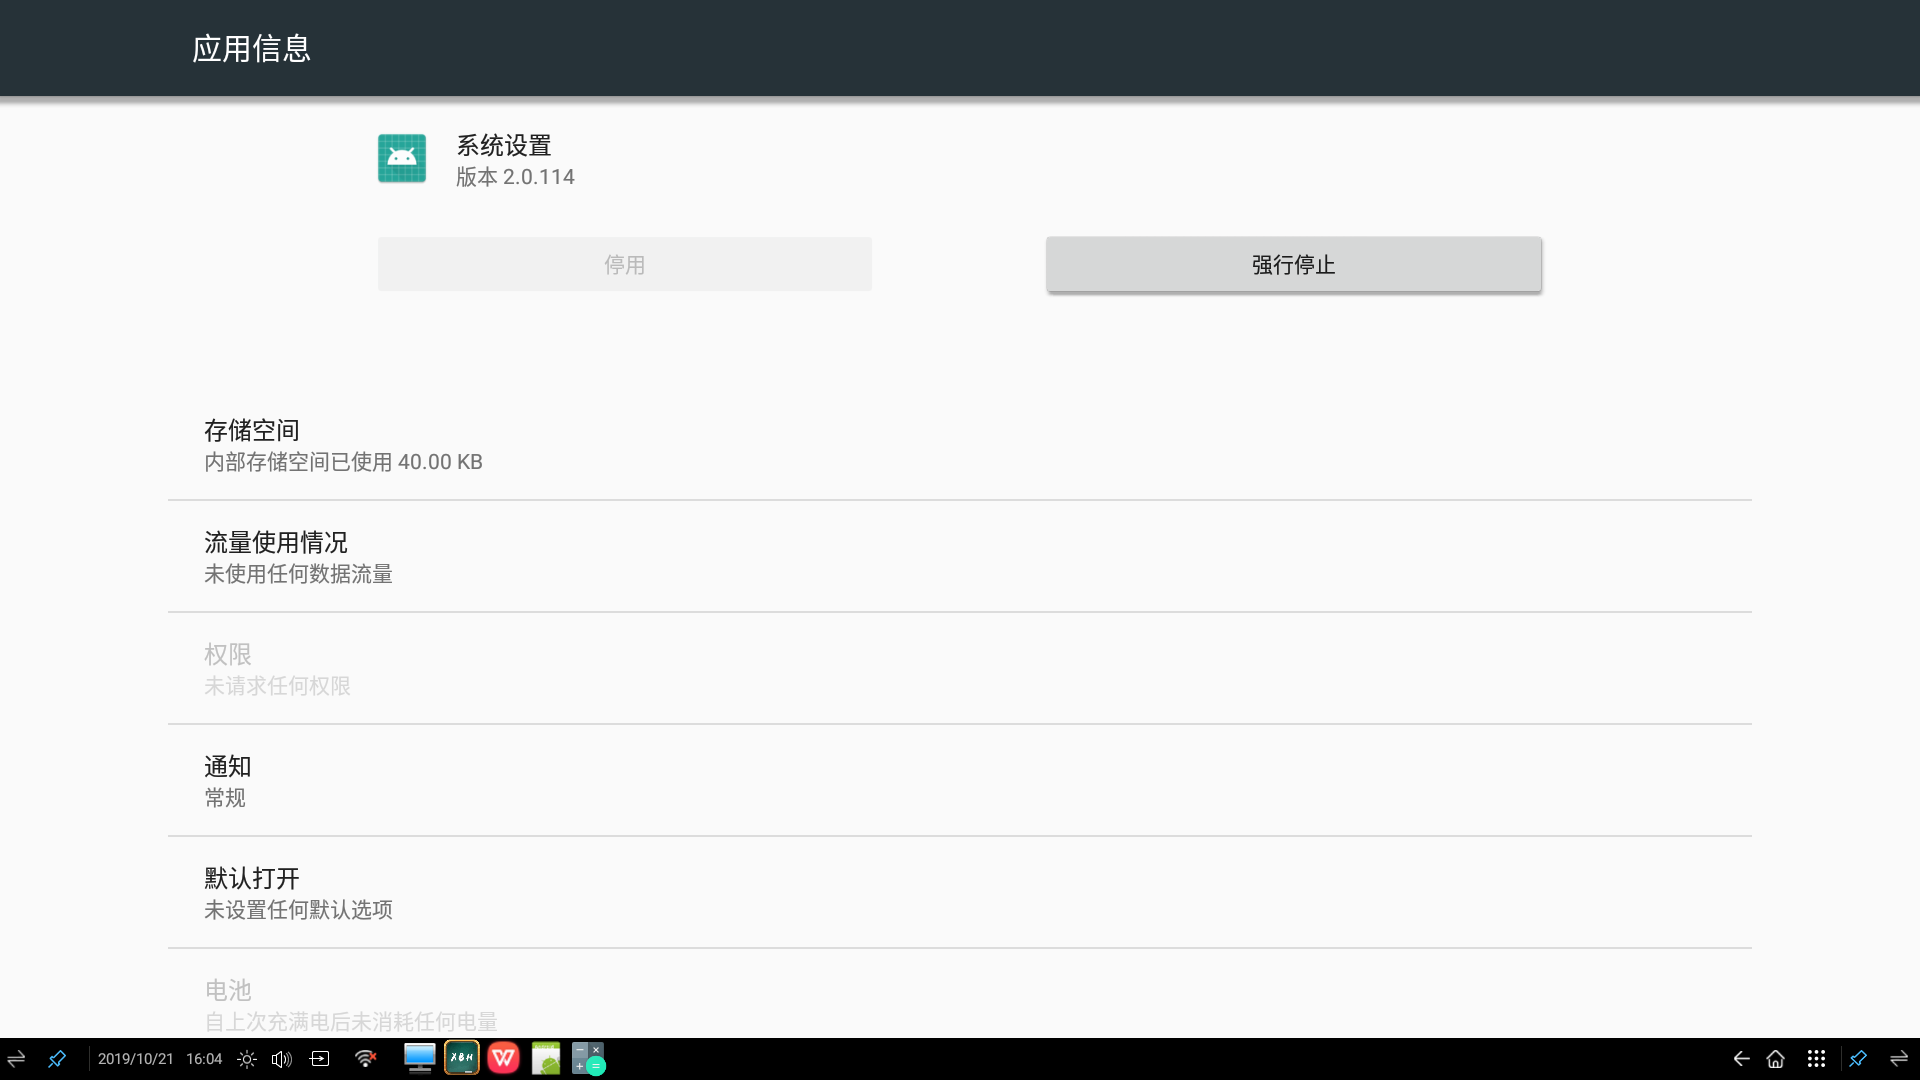 应用信息
系统设置
版本 2.0.114
停用
强行停止
存储空间
内部存储空间已使用 40.00 KB
流量使用情况
未使用任何数据流量
权限
未请求任何权限
通知
常规
默认打开
未设置任何默认选项
电池
自上次充满电后未消耗任何电量
2019/10/21 16:04
XBH